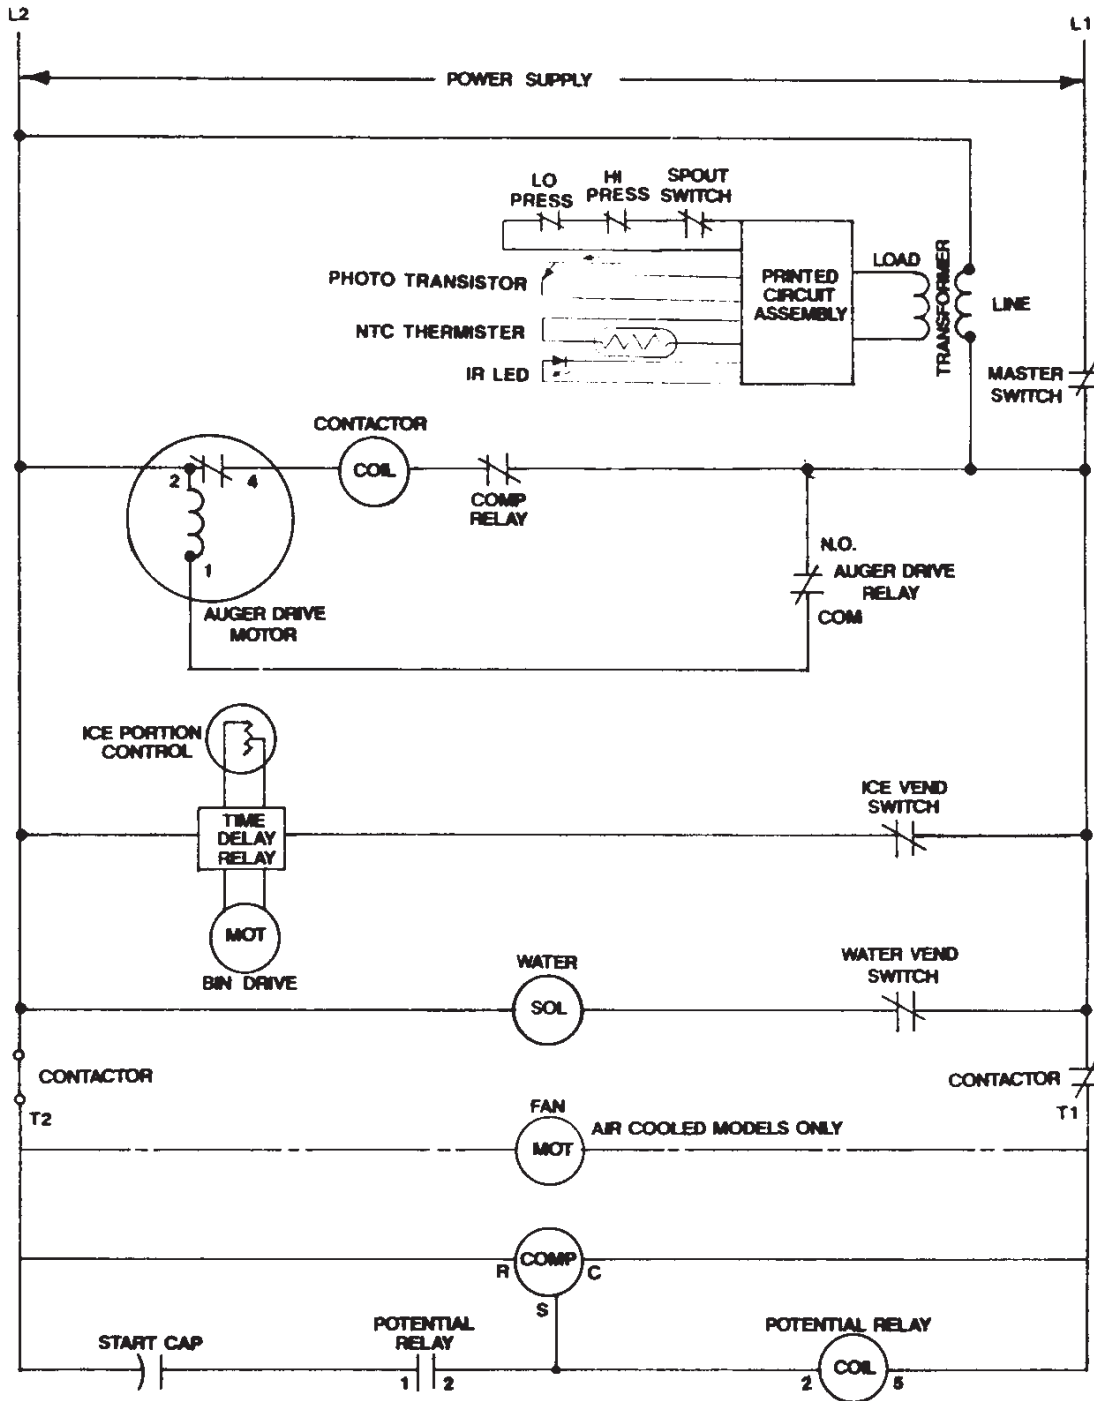 L2
L1
POWER SUPPLY
LO
PRESS
HI
PRESS
SPOUT
SWITCH
PHOTO TRANSISTOR
NTC THERMISTER
IR LED
PRINTED
CIRCUIT
ASSEMBLY
LOAD
TRANSFORMER
LINE
MASTER
SWITCH
CONTACTOR
COIL
2
4
1
COMP
RELAY
AUGER DRIVE
MOTOR
N.O.
AUGER DRIVE
RELAY
COM
ICE PORTION
CONTROL
TIME
DELAY
RELAY
MOT
BIN DRIVE
ICE VEND
SWITCH
WATER
SOL
WATER VEND
SWITCH
CONTACTOR
T2
CONTACTOR
T1
FAN
MOT
AIR COOLED MODELS ONLY
COMP
R
C
S
START CAP
POTENTIAL
RELAY
1
2
POTENTIAL RELAY
COIL
2
5